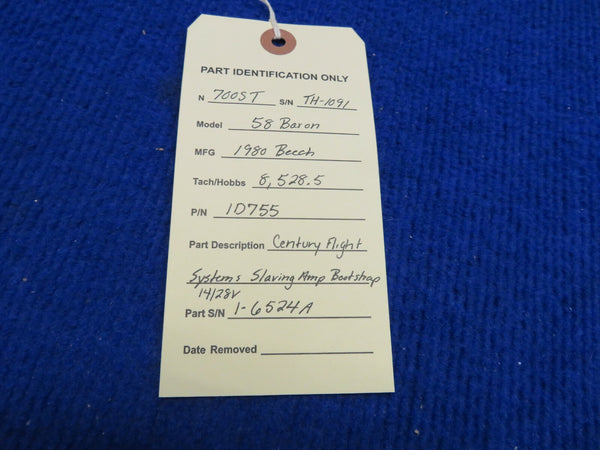 PART IDENTIFICATION ONLY
N 700ST S/N TH-1091
Model 58 Baron
MFG 1980 Beech
Tach/Hobbs 8,528.5
P/N 1D755
Part Description Century Flight
Systems Slaving Amp Bootstrap
14/28V
Part S/N 1-6524A
Date Removed